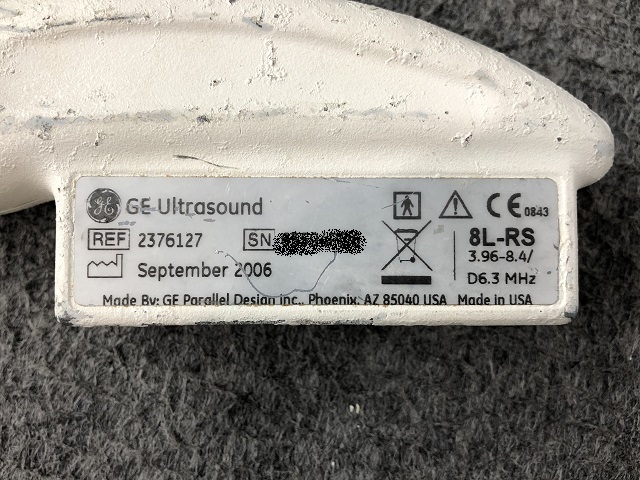 GE Ultrasound
REF 2376127 SN
September 2006
CE 0843
8L-RS
3.96-8.4/
D6.3 MHz
Made By: GE Parallel Design inc., Phoenix, AZ 85040 USA Made in USA